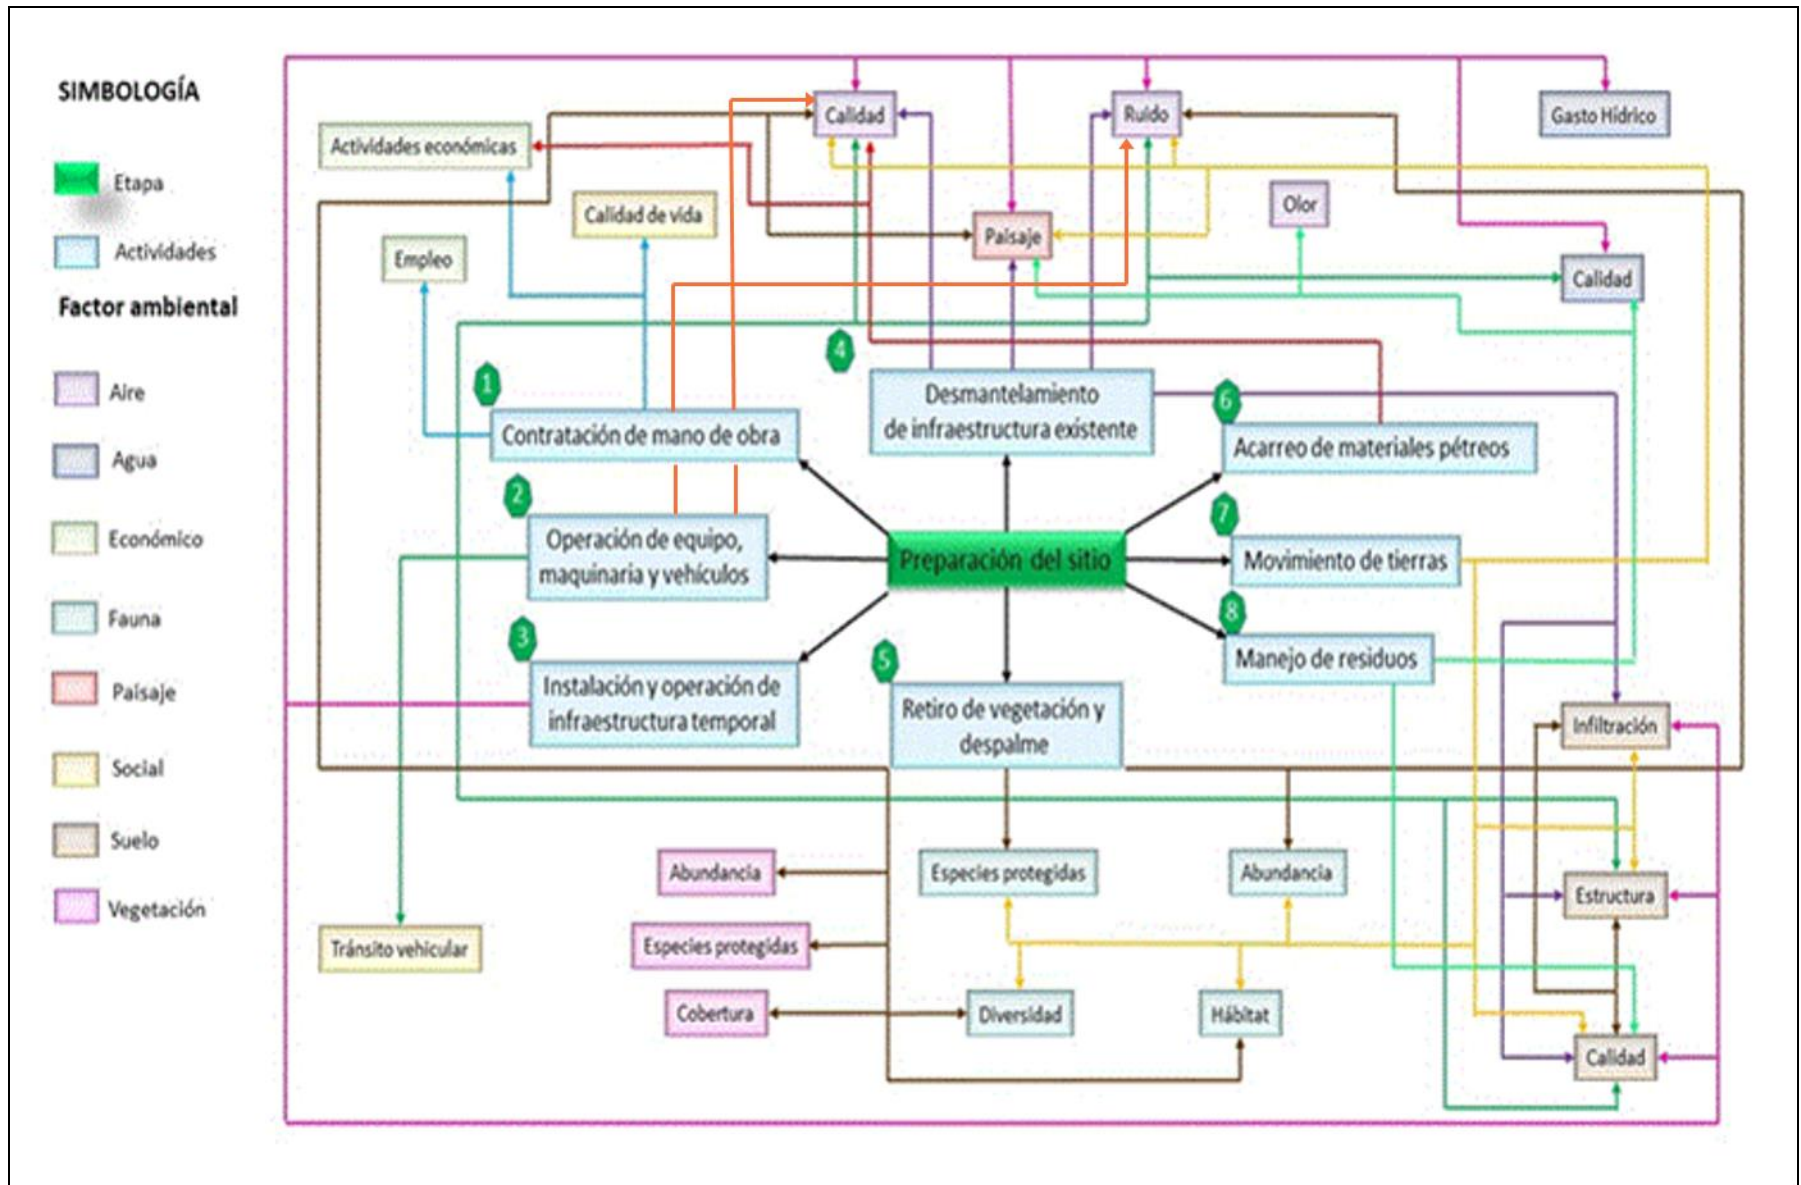 SIMBOLOGÍA
Etapa
Actividades
Factor ambiental
Aire
Agua
Económico
Fauna
Paisaje
Social
Suelo
Vegetación
Calidad
Ruído
Gasto Hídrico
Actividades económicas
Calidad de vida
Olor
Paisaje
Empleo
Calidad
4
1
Desmantelamiento
de infraestructura existente
6
Contratación de mano de obra
Acarreo de materiales pétreos
2
7
Operación de equipo,
maquinaria y vehículos
Preparación del sitio
Movimiento de tierras
8
3
5
Manejo de residuos
Instalación y operación de
infraestructura temporal
Retiro de vegetación y
despalme
Infiltración
Abundancia
Especies protegidas
Abundancia
Estructura
Tránsito vehicular
Especies protegidas
Cobertura
Diversidad
Hábitat
Calidad